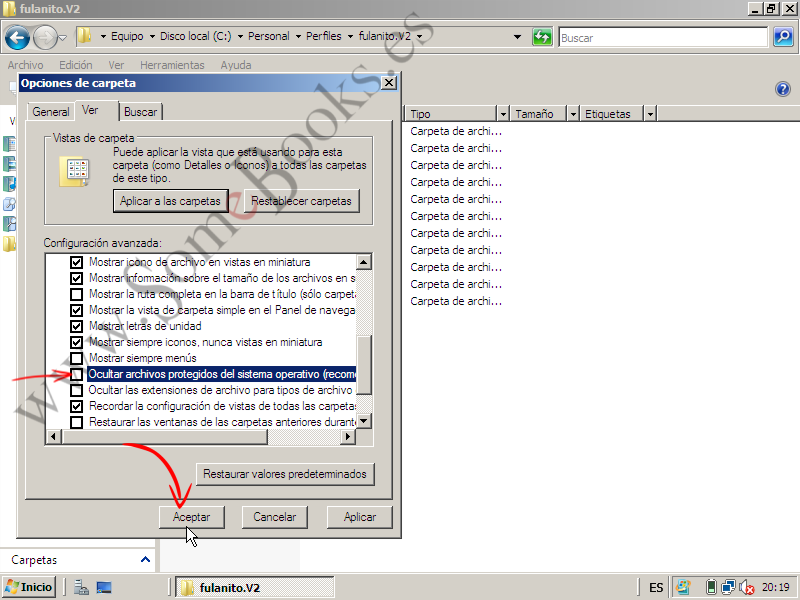 fulanito.V2
Equipo Disco local (C:) Personal Perfiles fulanito.V2
Buscar
Archivo Edición Ver Herramientas Ayuda
Opciones de carpeta
General Ver Buscar
Vistas de carpeta
Puede aplicar la vista que está usando para esta
carpeta (como Detalles o Iconos) a todas las carpetas
de este tipo.
Aplicar a las carpetas Restablecer carpetas
Configuración avanzada:
Mostrar icono de archivo en vistas en miniatura
Mostrar información sobre el tamaño de los archivos en s
Mostrar la ruta completa en la barra de título (sólo carpeta
Mostrar la vista de carpeta simple en el Panel de navega
Mostrar letras de unidad
Mostrar siempre iconos, nunca vistas en miniatura
Mostrar siempre menús
Ocultar archivos protegidos del sistema operativo (recome
Ocultar las extensiones de archivo para tipos de archivo
Recordar la configuración de vistas de todas las carpetas
Restaurar las ventanas de las carpetas anteriores durante
Restaurar valores predeterminados
Aceptar Cancelar Aplicar
Tipo Tamaño Etiquetas
Carpeta de archi...
Carpeta de archi...
Carpeta de archi...
Carpeta de archi...
Carpeta de archi...
Carpeta de archi...
Carpeta de archi...
Carpeta de archi...
Carpeta de archi...
Carpeta de archi...
Carpeta de archi...
Carpetas
Inicio fulanito.V2 ES 20:19
www.SomeBooks.es